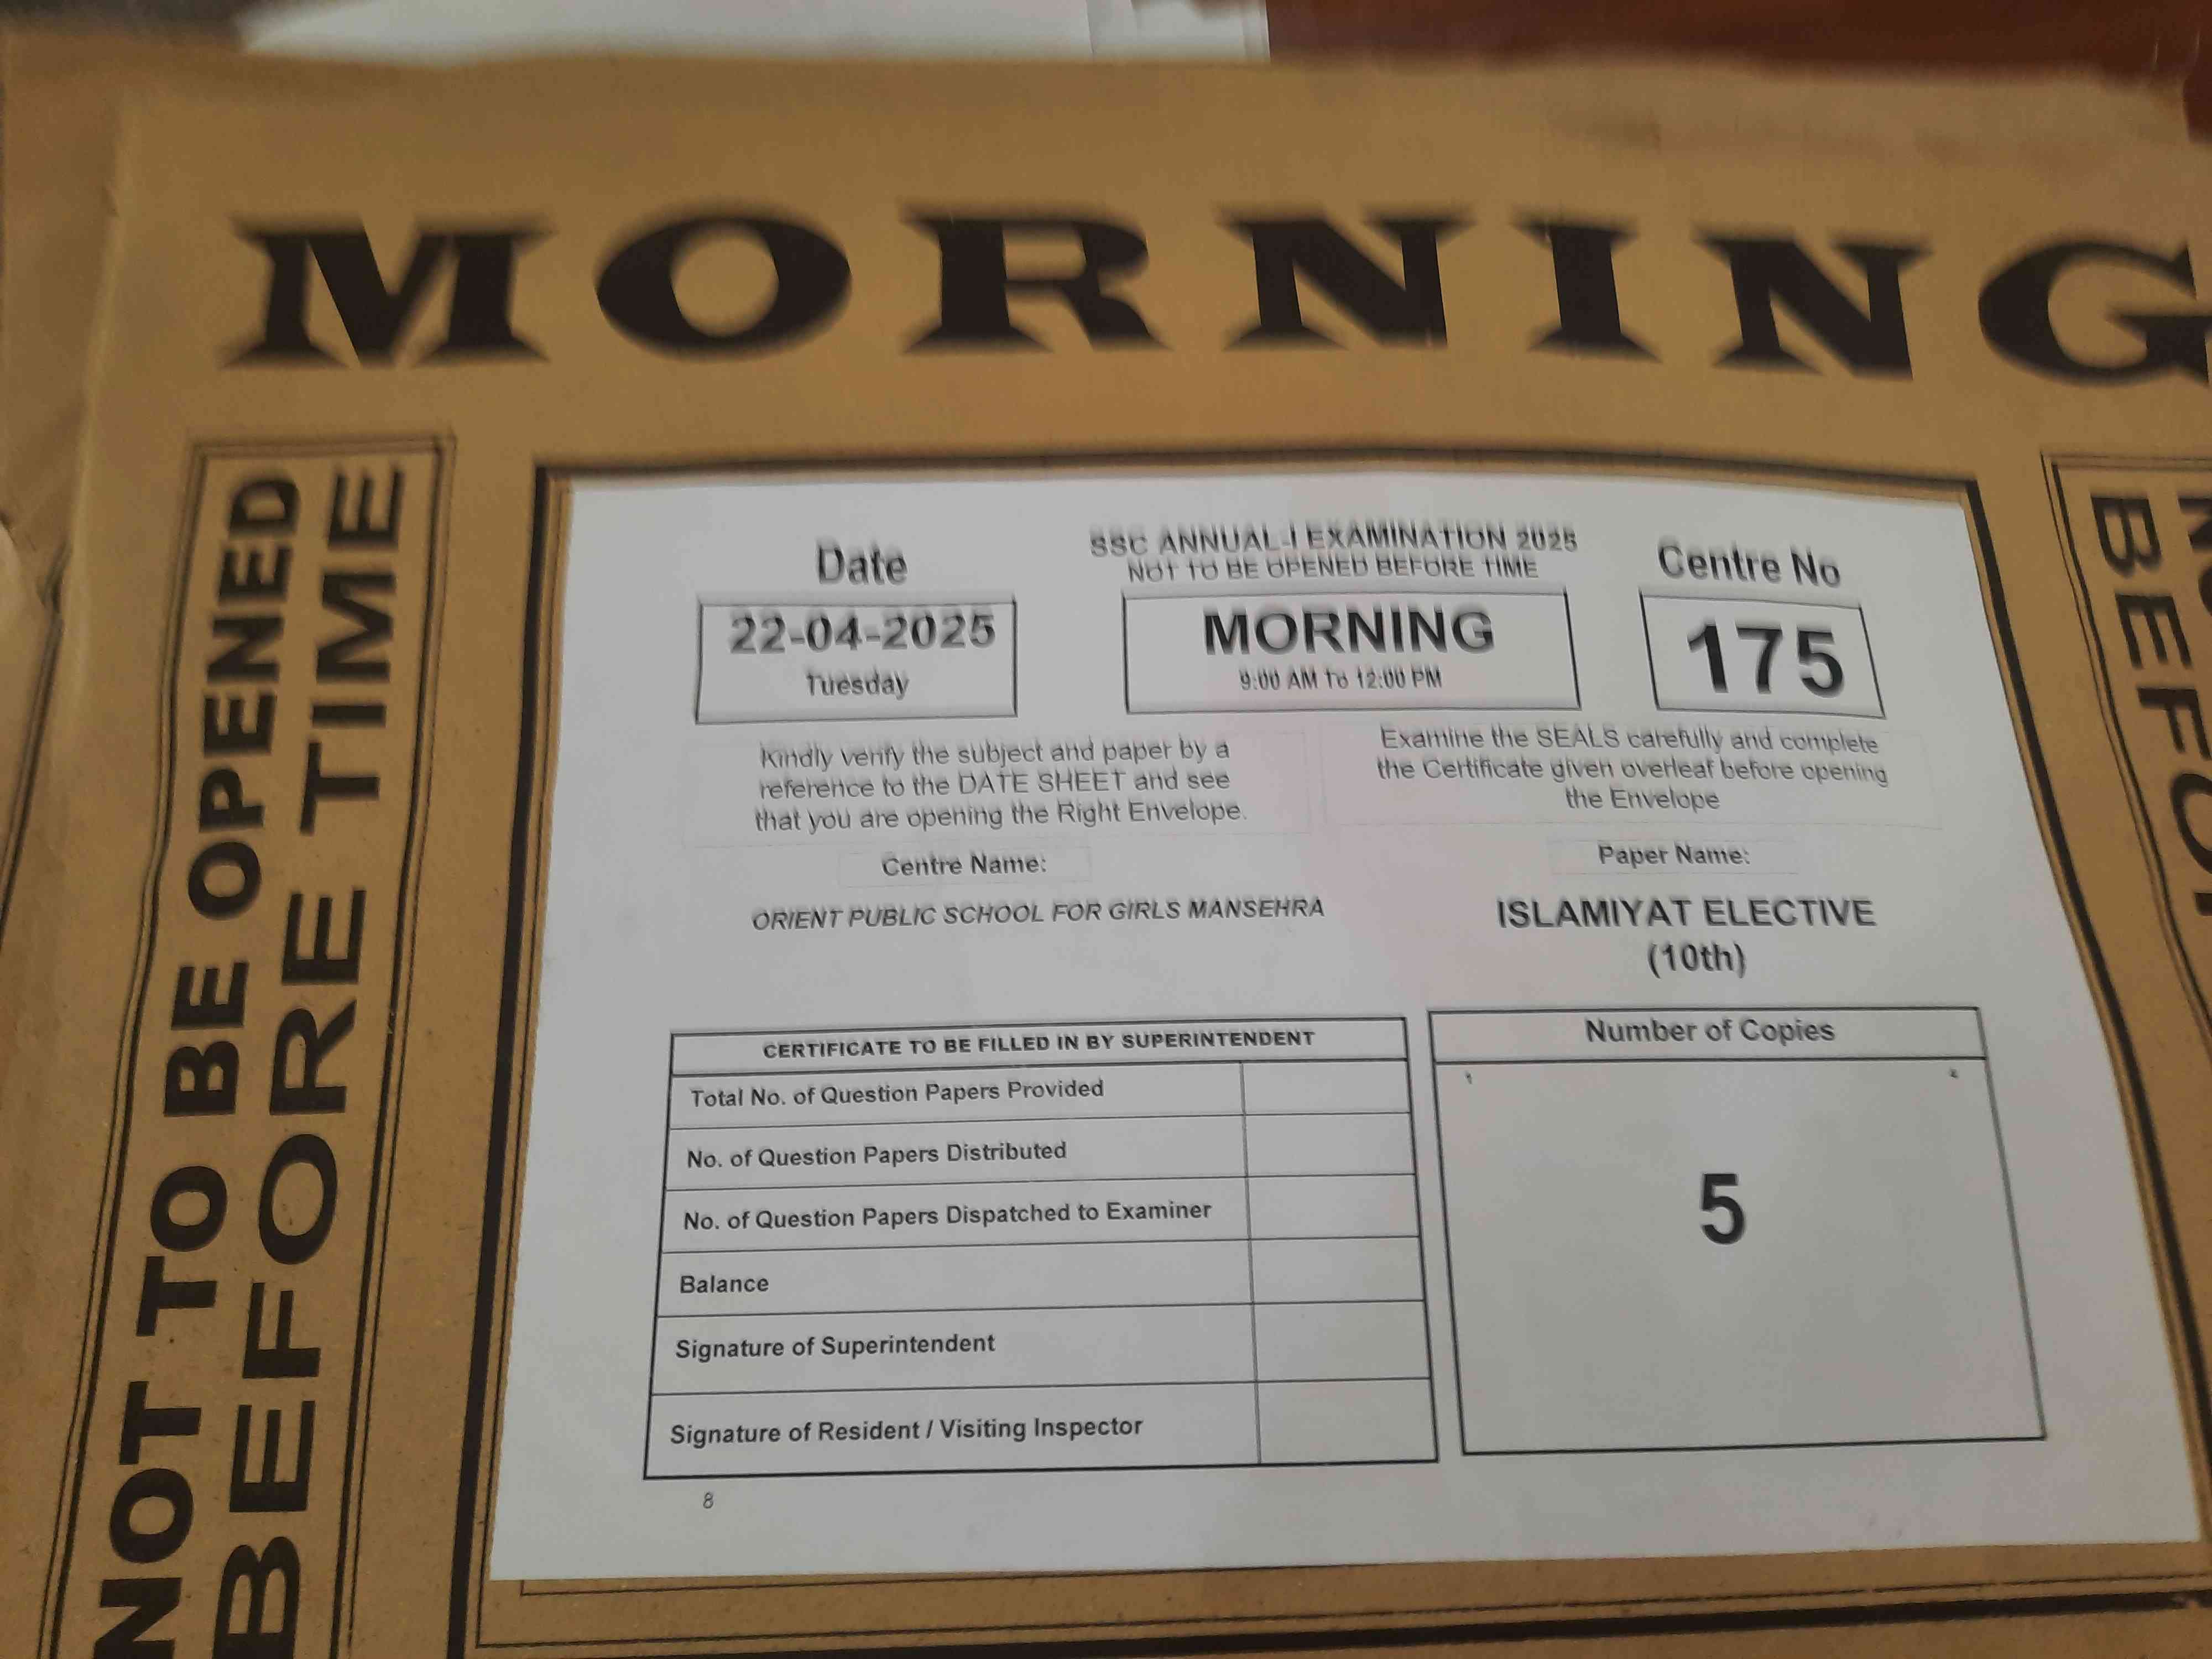 MORNING
NOT TO BE OPENED
BEFORE TIME
SSC ANNUAL-I EXAMINATION 2025
NOT TO BE OPENED BEFORE TIME
Date
22-04-2025
Tuesday
MORNING
9:00 AM To 12:00 PM
Centre No
175
Kindly verify the subject and paper by a
reference to the DATE SHEET and see
that you are opening the Right Envelope.
Examine the SEALS carefully and complete
the Certificate given overleaf before opening
the Envelope
Centre Name:
ORIENT PUBLIC SCHOOL FOR GIRLS MANSEHRA
Paper Name:
ISLAMIYAT ELECTIVE
(10th)
CERTIFICATE TO BE FILLED IN BY SUPERINTENDENT
Total No. of Question Papers Provided
No. of Question Papers Distributed
No. of Question Papers Dispatched to Examiner
Balance
Signature of Superintendent
Signature of Resident / Visiting Inspector
Number of Copies
5
8
BEFO